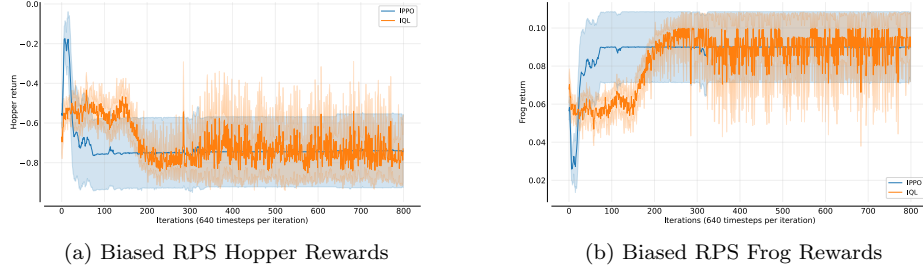 0.0
−0.2
−0.4
−0.6
−0.8
Hopper return
IPPO
IQL
0 100 200 300 400 500 600 700 800
Iterations (640 timesteps per iteration)
(a) Biased RPS Hopper Rewards
0.10
0.08
0.06
0.04
0.02
Frog return
IPPO
IQL
0 100 200 300 400 500 600 700 800
Iterations (640 timesteps per iteration)
(b) Biased RPS Frog Rewards